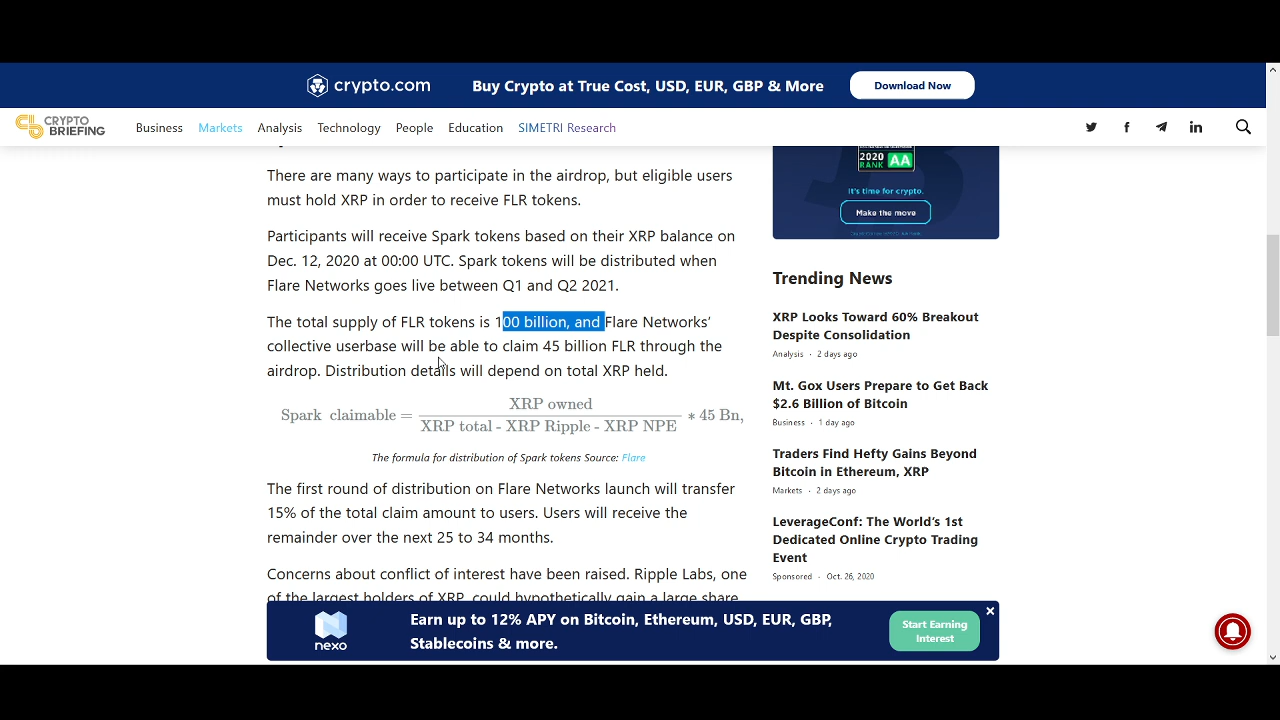 crypto.com
Buy Crypto at True Cost, USD, EUR, GBP & More
Download Now
CRYPTO
BRIEFING
Business Markets Analysis Technology People Education SIMETRI Research
There are many ways to participate in the airdrop, but eligible users
must hold XRP in order to receive FLR tokens.
Participants will receive Spark tokens based on their XRP balance on
Dec. 12, 2020 at 00:00 UTC. Spark tokens will be distributed when
Flare Networks goes live between Q1 and Q2 2021.
The total supply of FLR tokens is 100 billion, and Flare Networks’
collective userbase will be able to claim 45 billion FLR through the
airdrop. Distribution details will depend on total XRP held.
Spark claimable = XRP owned
XRP total - XRP Ripple - XRP NPE * 45 Bn,
The formula for distribution of Spark tokens Source: Flare
The first round of distribution on Flare Networks launch will transfer
15% of the total claim amount to users. Users will receive the
remainder over the next 25 to 34 months.
Concerns about conflict of interest have been raised. Ripple Labs, one
of the largest holders of XRP, could hypothetically gain a large share
2020
RANK AA
It's time for crypto.
Make the move
Trending News
XRP Looks Toward 60% Breakout
Despite Consolidation
Analysis · 2 days ago
Mt. Gox Users Prepare to Get Back
$2.6 Billion of Bitcoin
Business · 1 day ago
Traders Find Hefty Gains Beyond
Bitcoin in Ethereum, XRP
Markets · 2 days ago
LeverageConf: The World’s 1st
Dedicated Online Crypto Trading
Event
Sponsored · Oct. 26, 2020
nexo
Earn up to 12% APY on Bitcoin, Ethereum, USD, EUR, GBP,
Stablecoins & more.
Start Earning
Interest